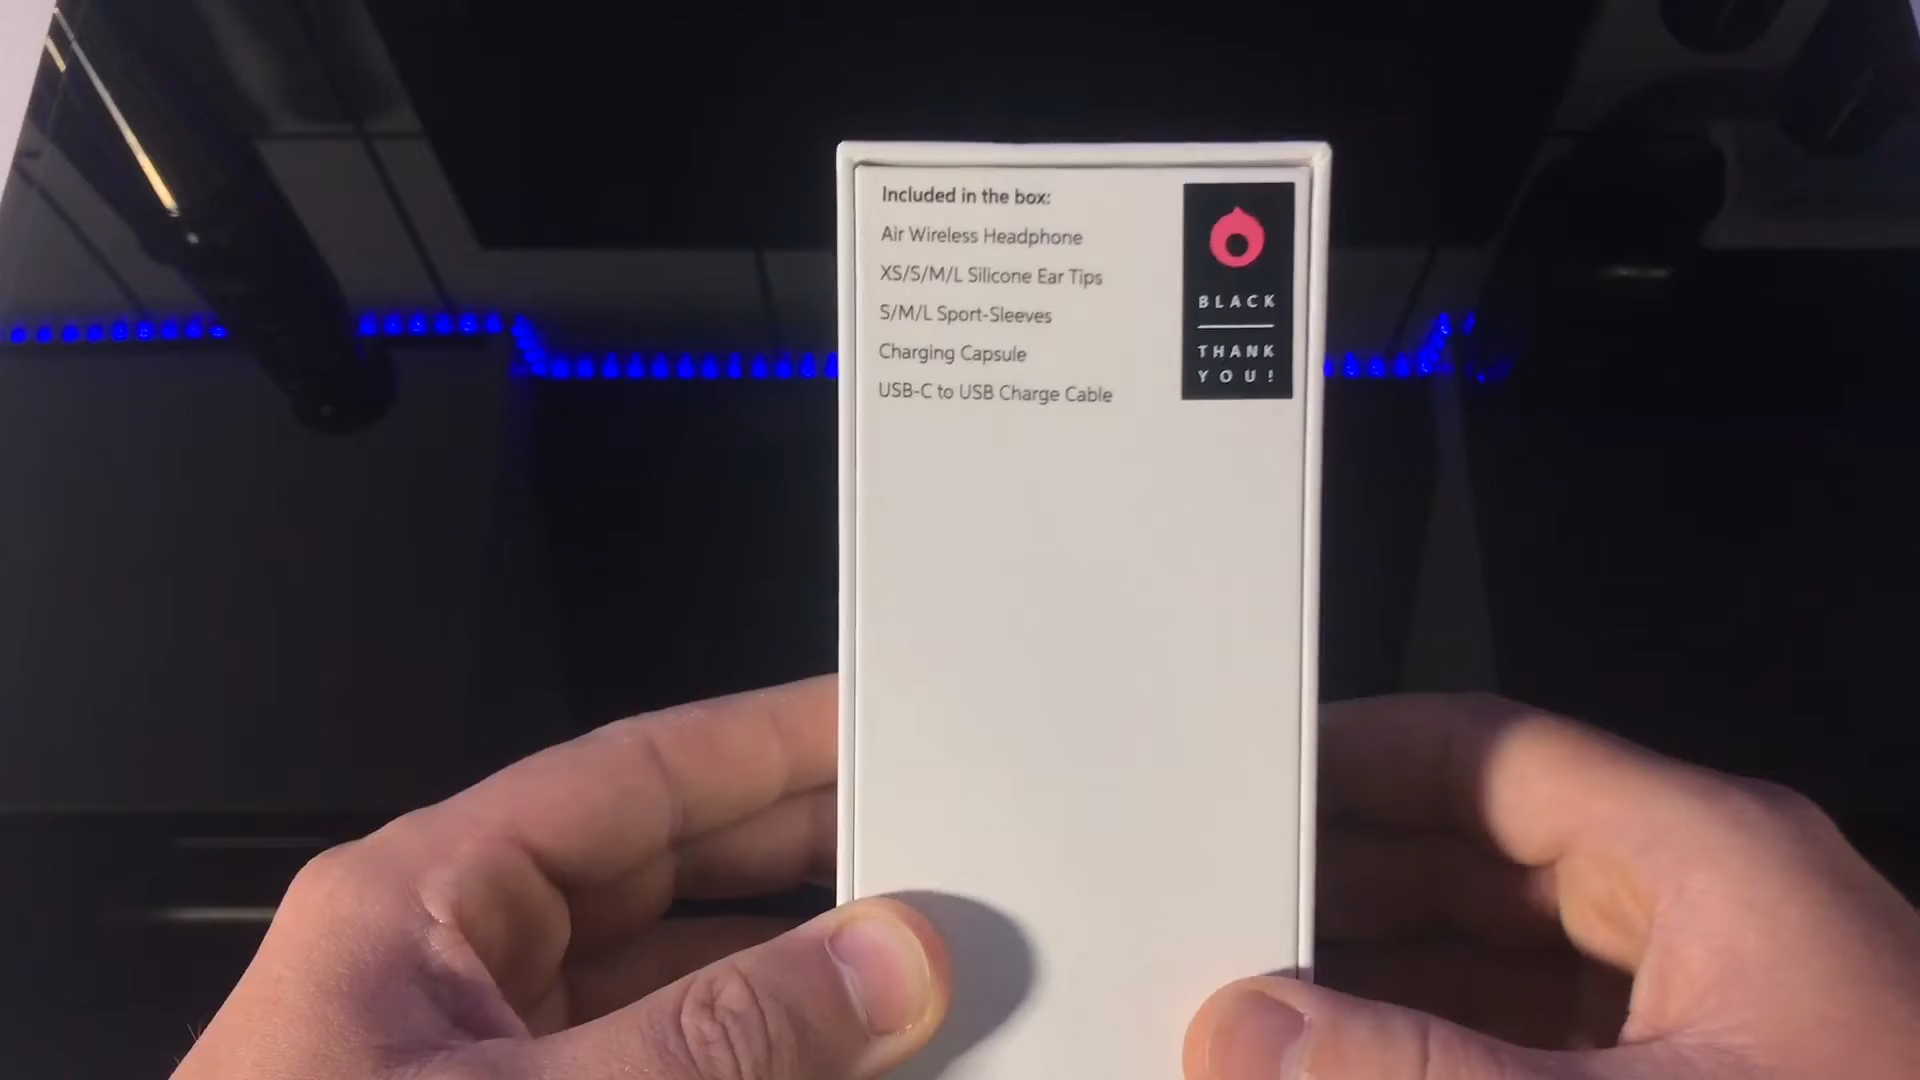 Included in the box:
Air Wireless Headphone
XS/S/M/L Silicone Ear Tips
S/M/L Sport-Sleeves
Charging Capsule
USB-C to USB Charge Cable
BLACK
THANK
YOU!